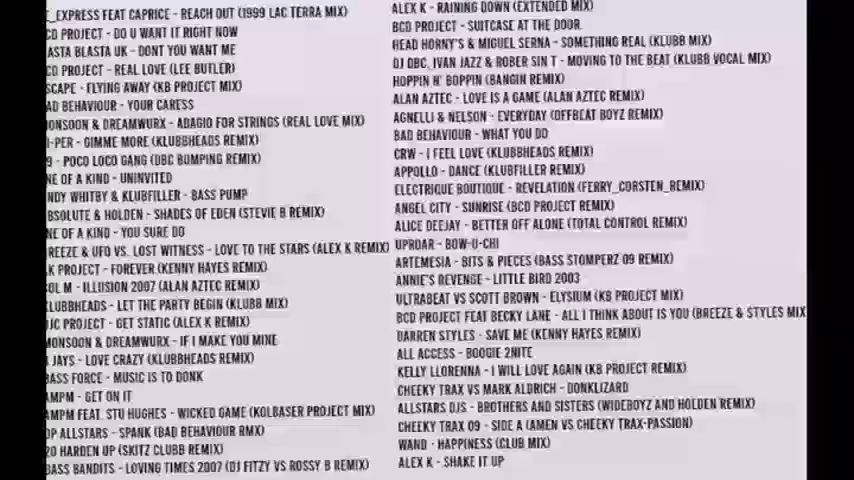 E_EXPRESS FEAT CAPRICE - REACH OUT (1999 LAC TERRA MIX)
CD PROJECT - DO U WANT IT RIGHT NOW
ASTA BLASTA UK - DONT YOU WANT ME
CD PROJECT - REAL LOVE (LEE BUTLER)
SCAPE - FLYING AWAY (KB PROJECT MIX)
AD BEHAVIOUR - YOUR CARESS
ONSOON & DREAMWURX - ADAGIO FOR STRINGS (REAL LOVE MIX)
I-PER - GIMME MORE (KLUBBHEADS REMIX)
9 - POCO LOCO GANG (DBC BUMPING REMIX)
NE OF A KIND - UNINVITED
NDY WHITBY & KLUBFILLER - BASS PUMP
BSOLUTE & HOLDEN - SHADES OF EDEN (STEVIE B REMIX)
NE OF A KIND - YOU SURE DO
REEZE & UFO VS. LOST WITNESS - LOVE TO THE STARS (ALEX K REMIX)
.K PROJECT - FOREVER (KENNY HAYES REMIX)
OL M - ILLUSION 2007 (ALAN AZTEC REMIX)
LUBBHEADS - LET THE PARTY BEGIN (KLUBB MIX)
JC PROJECT - GET STATIC (ALEX K REMIX)
MONSOON & DREAMWURX - IF I MAKE YOU MINE
JAYS - LOVE CRAZY (KLUBBHEADS REMIX)
BASS FORCE - MUSIC IS TO DONK
AMPM - GET ON IT
AMPM FEAT. STU HUGHES - WICKED GAME (KOLBASER PROJECT MIX)
OP ALLSTARS - SPANK (BAD BEHAVIOUR RMX)
20 HARDEN UP (SKITZ CLUBB REMIX)
BASS BANDITS - LOVING TIMES 2007 (DJ FITZY VS ROSSY B REMIX)
ALEX K - RAINING DOWN (EXTENDED MIX)
BCD PROJECT - SUITCASE AT THE DOOR
HEAD HORNY'S & MIGUEL SERNA - SOMETHING REAL (KLUBB MIX)
DJ DBC, IVAN JAZZ & ROBER SIN T - MOVING TO THE BEAT (KLUBB VOCAL MIX)
HOPPIN N' BOPPIN (BANGIN REMIX)
ALAN AZTEC - LOVE IS A GAME (ALAN AZTEC REMIX)
AGNELLI & NELSON - EVERYDAY (OFFBEAT BOYZ REMIX)
BAD BEHAVIOUR - WHAT YOU DO
CRW - I FEEL LOVE (KLUBBHEADS REMIX)
APPOLLO - DANCE (KLUBFILLER REMIX)
ELECTRIQUE BOUTIQUE - REVELATION (FERRY_CORSTEN_REMIX)
ANGEL CITY - SUNRISE (BCD PROJECT REMIX)
ALICE DEEJAY - BETTER OFF ALONE (TOTAL CONTROL REMIX)
UPROAR - BOW-U-CHI
ARTEMESIA - BITS & PIECES (BASS STOMPERZ 09 REMIX)
ANNIE'S REVENGE - LITTLE BIRD 2003
ULTRABEAT VS SCOTT BROWN - ELYSIUM (KB PROJECT MIX)
BCD PROJECT FEAT BECKY LANE - ALL I THINK ABOUT IS YOU (BREEZE & STYLES MIX
DARREN STYLES - SAVE ME (KENNY HAYES REMIX)
ALL ACCESS - BOOGIE 2NITE
KELLY LLORENNA - I WILL LOVE AGAIN (KB PROJECT REMIX)
CHEEKY TRAX VS MARK ALDRICH - DONKLIZARD
ALLSTARS DJS - BROTHERS AND SISTERS (WIDEBOYZ AND HOLDEN REMIX)
CHEEKY TRAX 09 - SIDE A (AMEN VS CHEEKY TRAX-PASSION)
WAND - HAPPINESS (CLUB MIX)
ALEX K - SHAKE IT UP